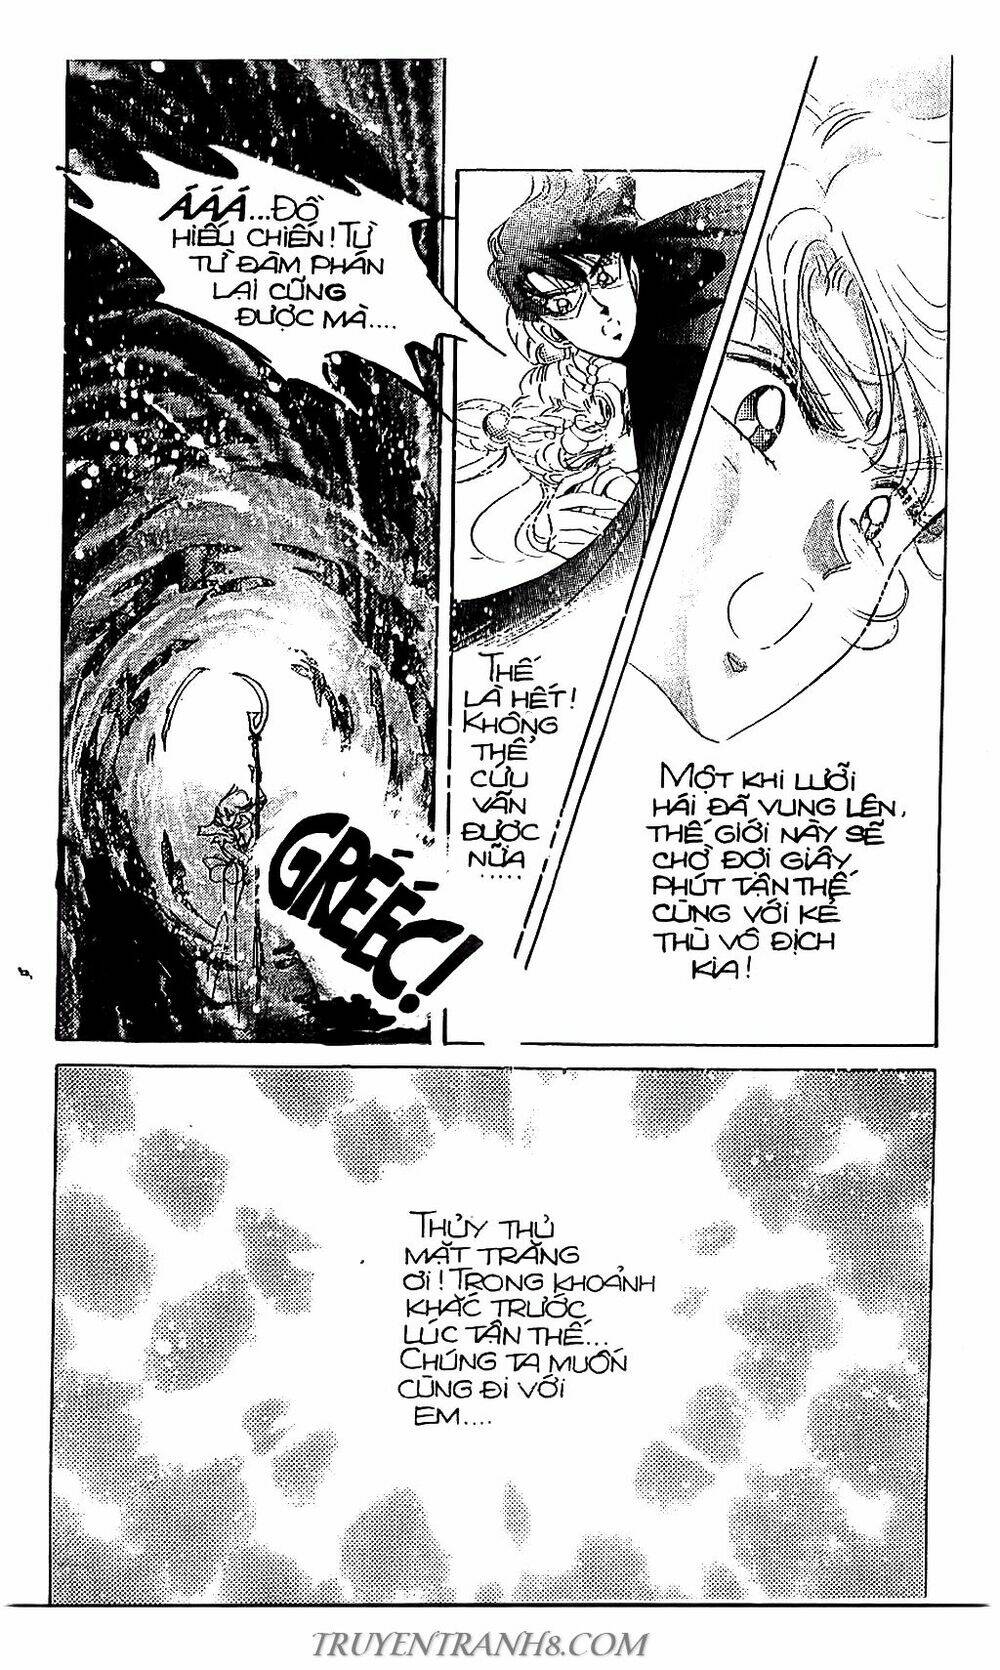 ÁÁÁ...ĐỒ
HIẾU CHIẾN! TỪ
TỪ ĐÀM PHÁN
LẠI CŨNG
ĐƯỢC MÀ....
GRÉÉC!
THẾ
LÀ HẾT!
KHÔNG
THỂ
CỨU
VÃN
ĐƯỢC
NỮA
.....
MỘT KHI LƯỠI
HÁI ĐÃ VUNG LÊN,
THẾ GIỚI NÀY SẼ
CHỜ ĐỢI GIÂY
PHÚT TẬN THẾ
CÙNG VỚI KẺ
THÙ VÔ ĐỊCH
KIA!
THỦY THỦ
MẶT TRĂNG
ƠI! TRONG KHOẢNH
KHẮC TRƯỚC
LÚC TẬN THẾ...
CHÚNG TA MUỐN
CÙNG ĐI VỚI
EM....
TRUYENTRANH8.COM